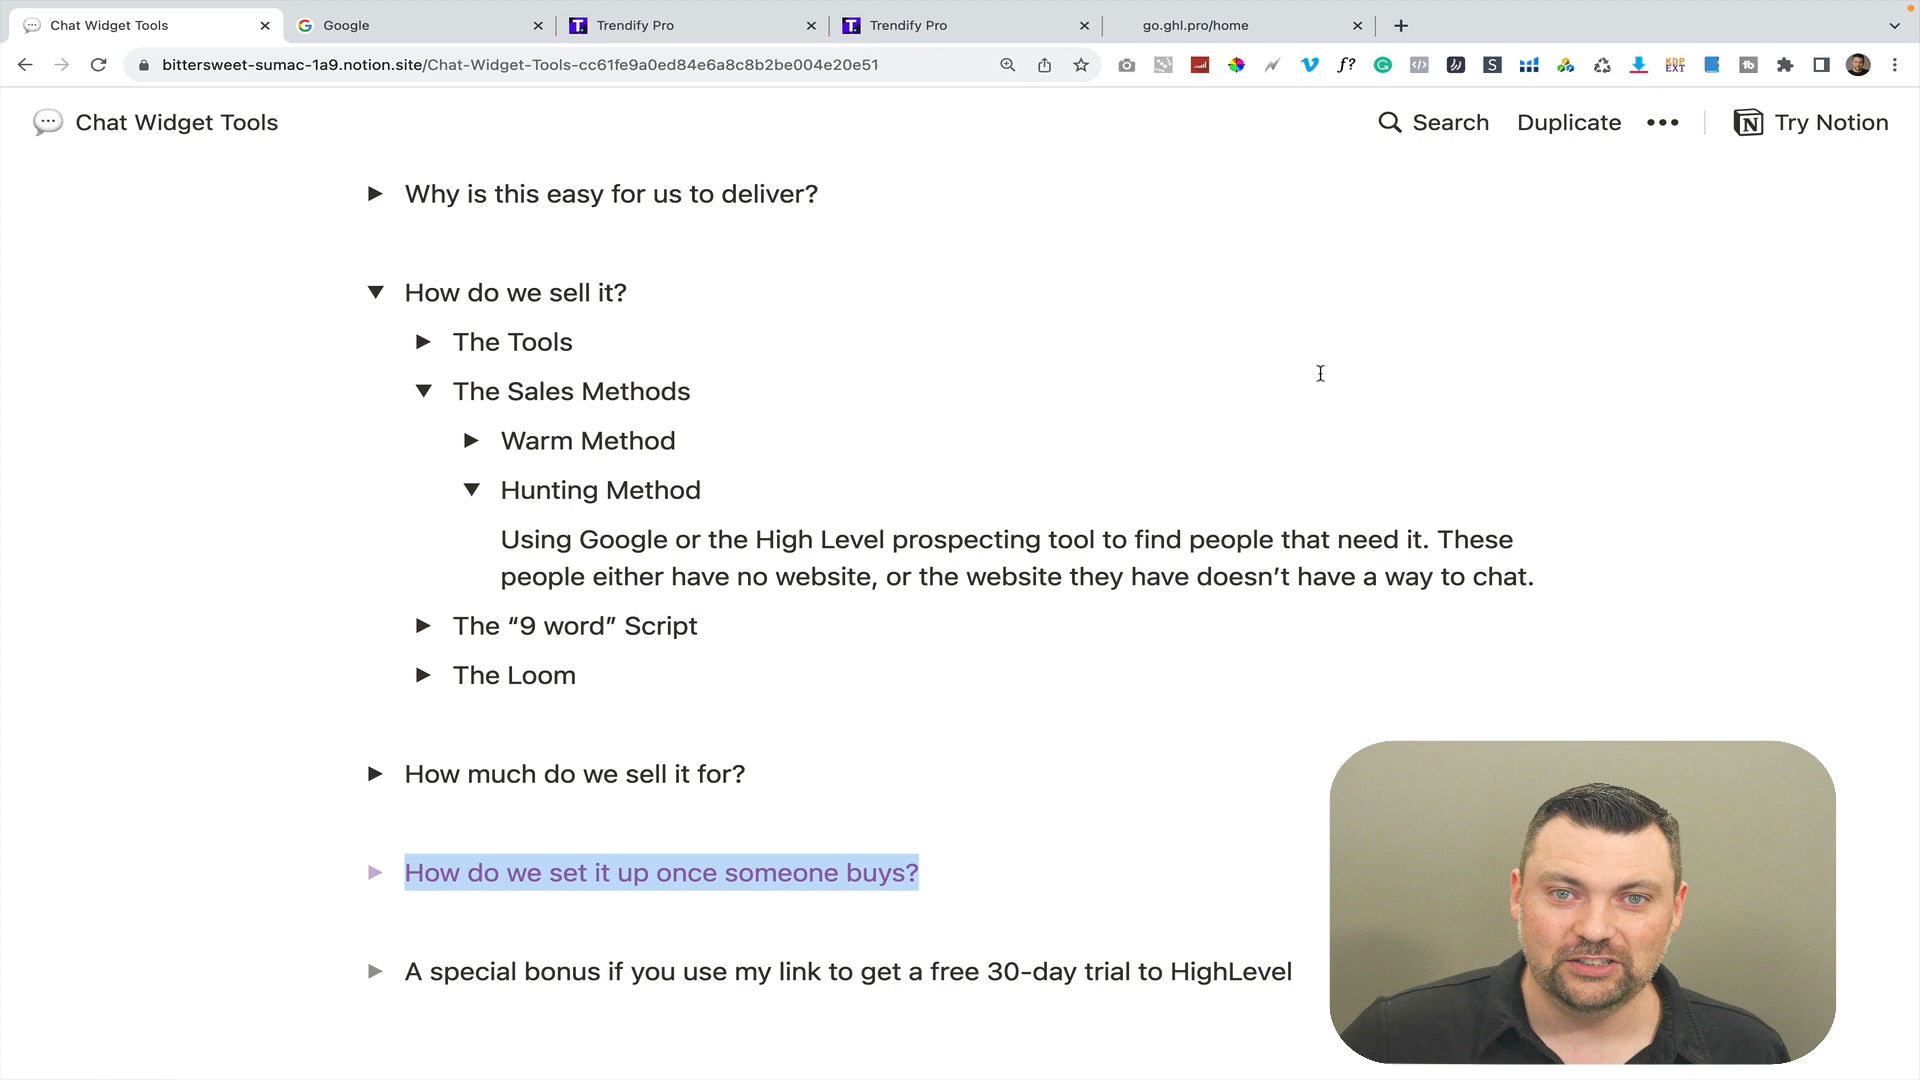 Chat Widget Tools
Google
Trendify Pro
Trendify Pro
go.ghl.pro/home
bittersweet-sumac-1a9.notion.site/Chat-Widget-Tools-cc61fe9a0ed84e6a8c8b2be004e20e51
Chat Widget Tools
Search
Duplicate
Try Notion
Why is this easy for us to deliver?
How do we sell it?
The Tools
The Sales Methods
Warm Method
Hunting Method
Using Google or the High Level prospecting tool to find people that need it. These
people either have no website, or the website they have doesn’t have a way to chat.
The “9 word” Script
The Loom
How much do we sell it for?
How do we set it up once someone buys?
A special bonus if you use my link to get a free 30-day trial to HighLevel